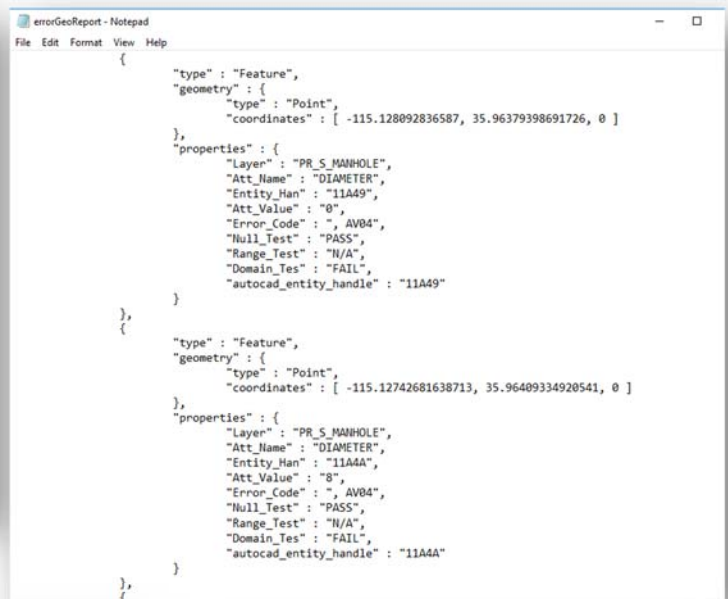 errorGeoReport - Notepad
File Edit Format View Help
{
"type" : "Feature",
"geometry" : {
"type" : "Point",
"coordinates" : [ -115.128092836587, 35.96379398691726, 0 ]
},
"properties" : {
"Layer" : "PR_S_MANHOLE",
"Att_Name" : "DIAMETER",
"Entity_Han" : "11A49",
"Att_Value" : "0",
"Error_Code" : ", AV04",
"Null_Test" : "PASS",
"Range_Test" : "N/A",
"Domain_Tes" : "FAIL",
"autocad_entity_handle" : "11A49"
}
},
{
"type" : "Feature",
"geometry" : {
"type" : "Point",
"coordinates" : [ -115.12742681638713, 35.96409334920541, 0 ]
},
"properties" : {
"Layer" : "PR_S_MANHOLE",
"Att_Name" : "DIAMETER",
"Entity_Han" : "11A4A",
"Att_Value" : "8",
"Error_Code" : ", AV04",
"Null_Test" : "PASS",
"Range_Test" : "N/A",
"Domain_Tes" : "FAIL",
"autocad_entity_handle" : "11A4A"
}
},
{